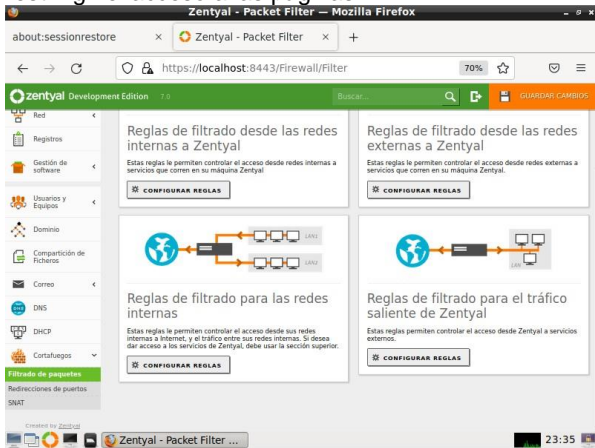 Zentyal - Packet Filter — Mozilla Firefox
about:sessionrestore
Zentyal - Packet Filter
https://localhost:8443/Firewall/Filter
70%
zentyal Development Edition 7.0
Buscar...
GUARDAR CAMBIOS
Red
Registros
Gestión de
software
Usuarios y
Equipos
Dominio
Compartición de
Ficheros
Correo
DNS
DHCP
Cortafuegos
Filtrado de paquetes
Redirecciones de puertos
SNAT
Created by Zentyal
Reglas de filtrado desde las redes
internas a Zentyal
Estas reglas le permiten controlar el acceso desde redes internas a
servicios que corren en su máquina Zentyal
CONFIGURAR REGLAS
Reglas de filtrado desde las redes
externas a Zentyal
Estas reglas le permiten controlar el acceso desde redes externas a
servicios que corren en su máquina Zentyal.
CONFIGURAR REGLAS
LAN1
LAN2
Reglas de filtrado para las redes
internas
Estas reglas le permiten controlar el acceso desde sus redes
internas a Internet, y el tráfico entre sus redes internas. Si desea
dar acceso a los servicios de Zentyal, debe usar la sección superior.
CONFIGURAR REGLAS
LAN
Reglas de filtrado para el tráfico
saliente de Zentyal
Estas reglas permiten controlar el acceso desde Zentyal a servicios
externos.
CONFIGURAR REGLAS
Zentyal - Packet Filter ...
23:35